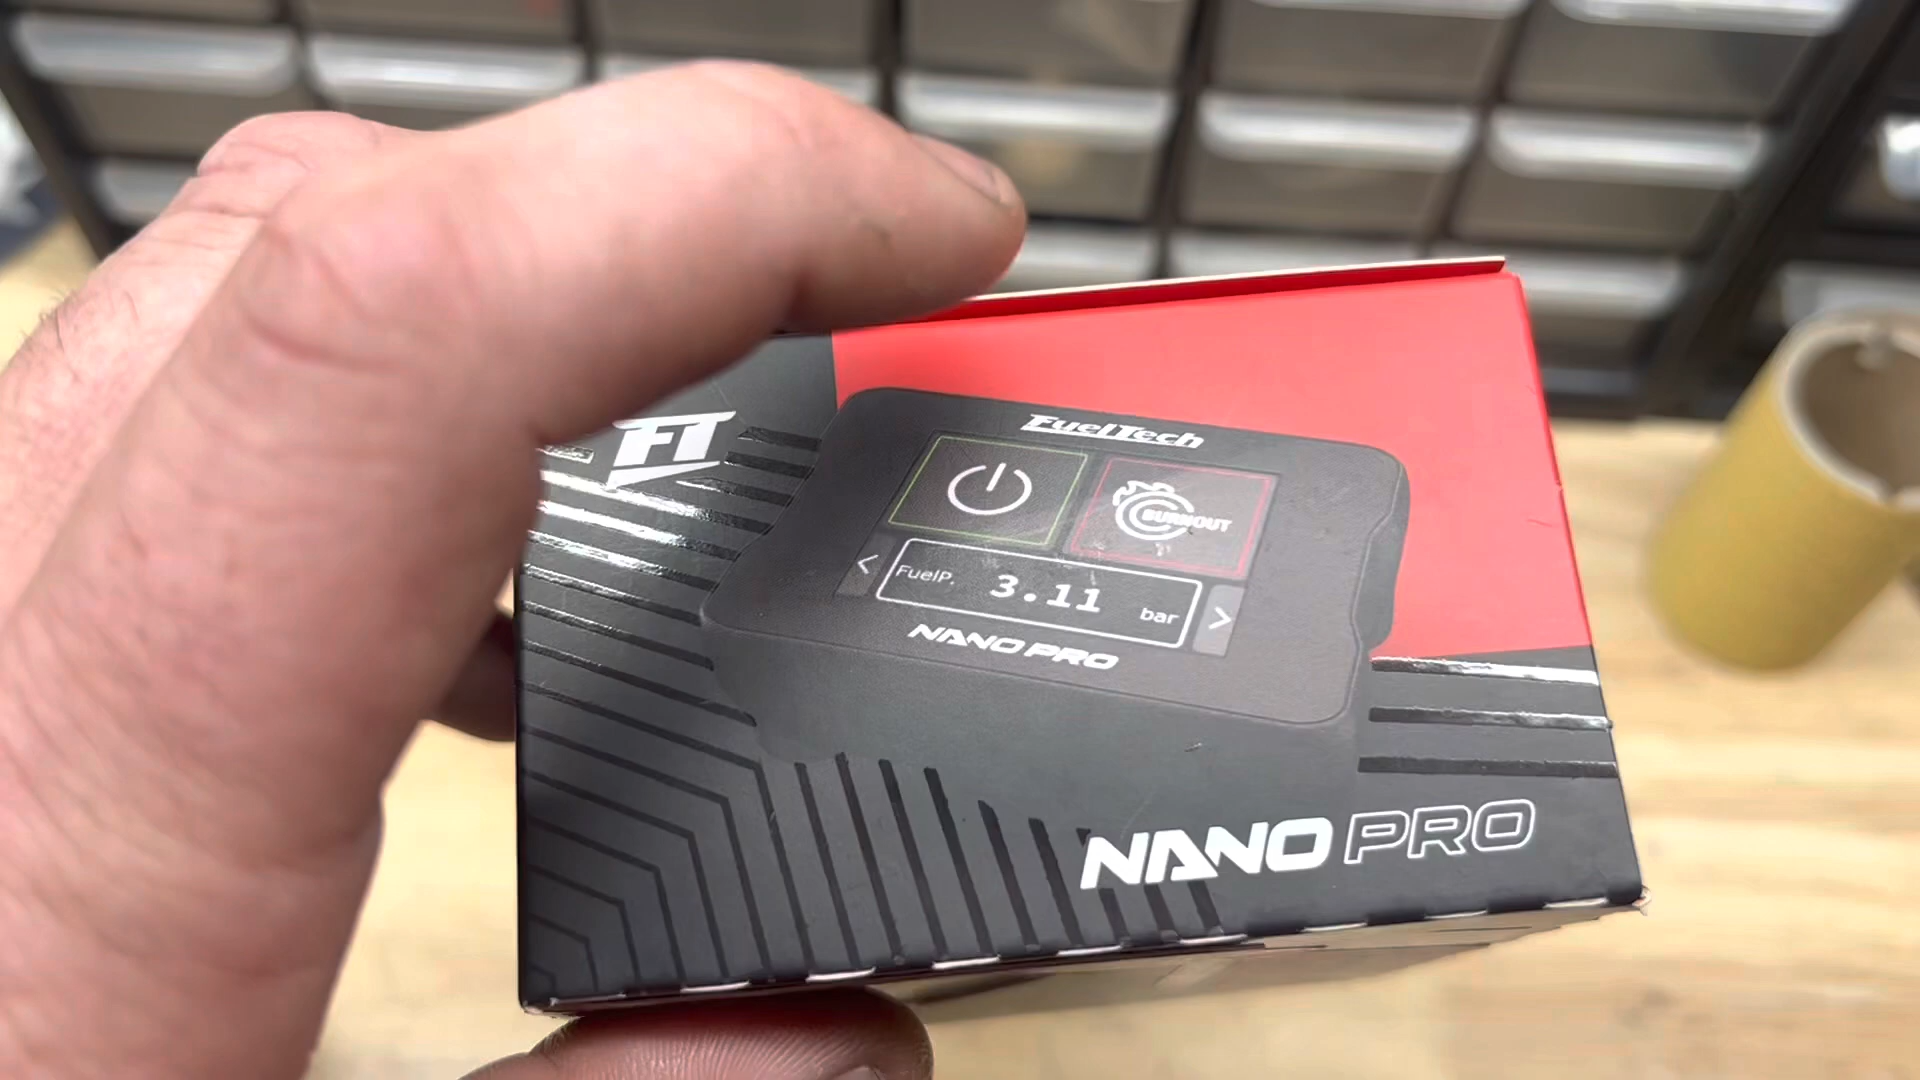 FT
FuelTech
BURNOUT
< FuelP. 3.11 bar >
NANO PRO
NANO PRO